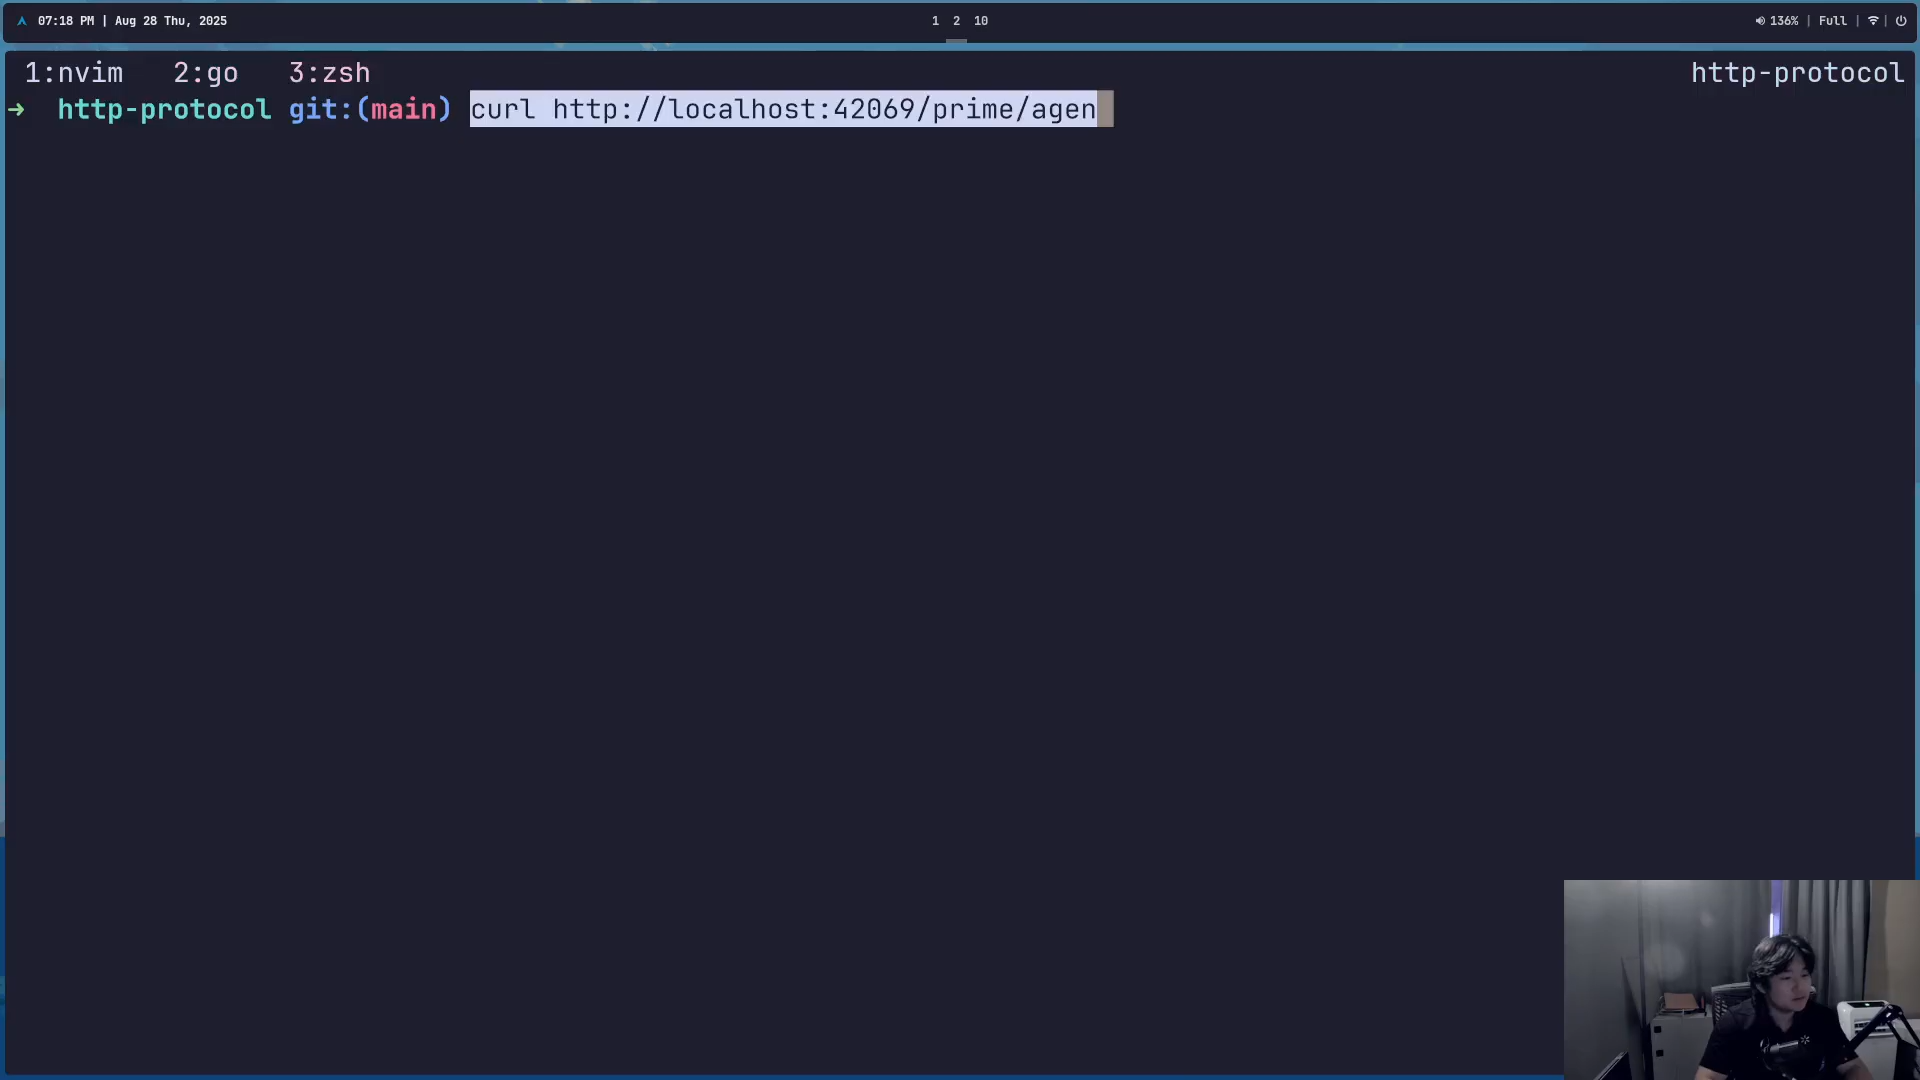 07:18 PM | Aug 28 Thu, 2025
1 2 10
136% | Full | |
1:nvim 2:go 3:zsh
http-protocol
➜ http-protocol git:(main) curl http://localhost:42069/prime/agen